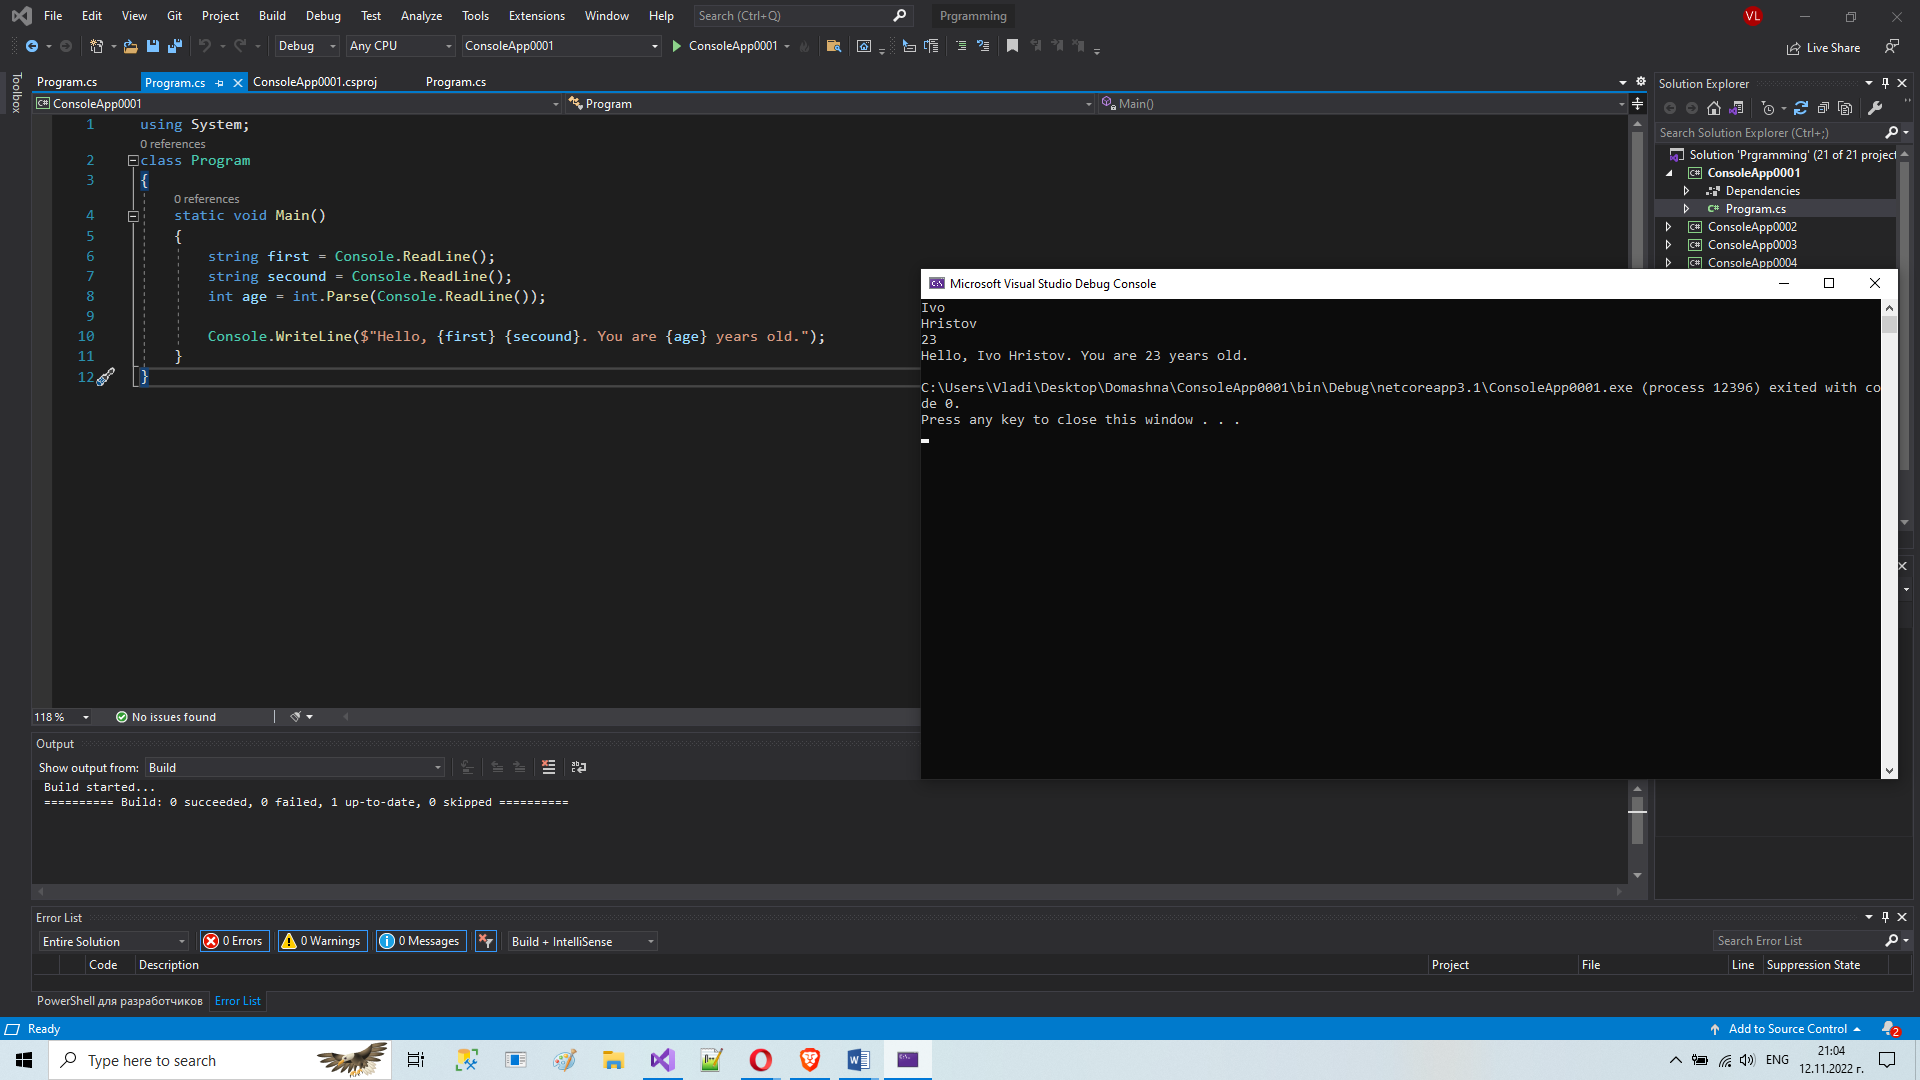 File Edit View Git Project Build Debug Test Analyze Tools Extensions Window Help Search (Ctrl+Q) Prgramming VL
Debug Any CPU ConsoleApp0001 ConsoleApp0001 Live Share
Toolbox
Program.cs Program.cs ConsoleApp0001.csproj Program.cs
ConsoleApp0001 Program Main()
1 using System;
0 references
2 class Program
3 {
0 references
4 static void Main()
5 {
6 string first = Console.ReadLine();
7 string secound = Console.ReadLine();
8 int age = int.Parse(Console.ReadLine());
9
10 Console.WriteLine($"Hello, {first} {secound}. You are {age} years old.");
11 }
12 }
118 % No issues found
Solution Explorer
Search Solution Explorer (Ctrl+;)
Solution 'Prgramming' (21 of 21 project
ConsoleApp0001
Dependencies
C# Program.cs
ConsoleApp0002
ConsoleApp0003
ConsoleApp0004
Microsoft Visual Studio Debug Console
Ivo
Hristov
23
Hello, Ivo Hristov. You are 23 years old.
C:\Users\Vladi\Desktop\Domashna\ConsoleApp0001\bin\Debug\netcoreapp3.1\ConsoleApp0001.exe (process 12396) exited with co
de 0.
Press any key to close this window . . .
Output
Show output from: Build
Build started...
========== Build: 0 succeeded, 0 failed, 1 up-to-date, 0 skipped ==========
Error List
Entire Solution 0 Errors 0 Warnings 0 Messages Build + IntelliSense Search Error List
Code Description Project File Line Suppression State
PowerShell для разработчиков Error List
Ready Add to Source Control 2
Type here to search ENG 21:04
12.11.2022 г.